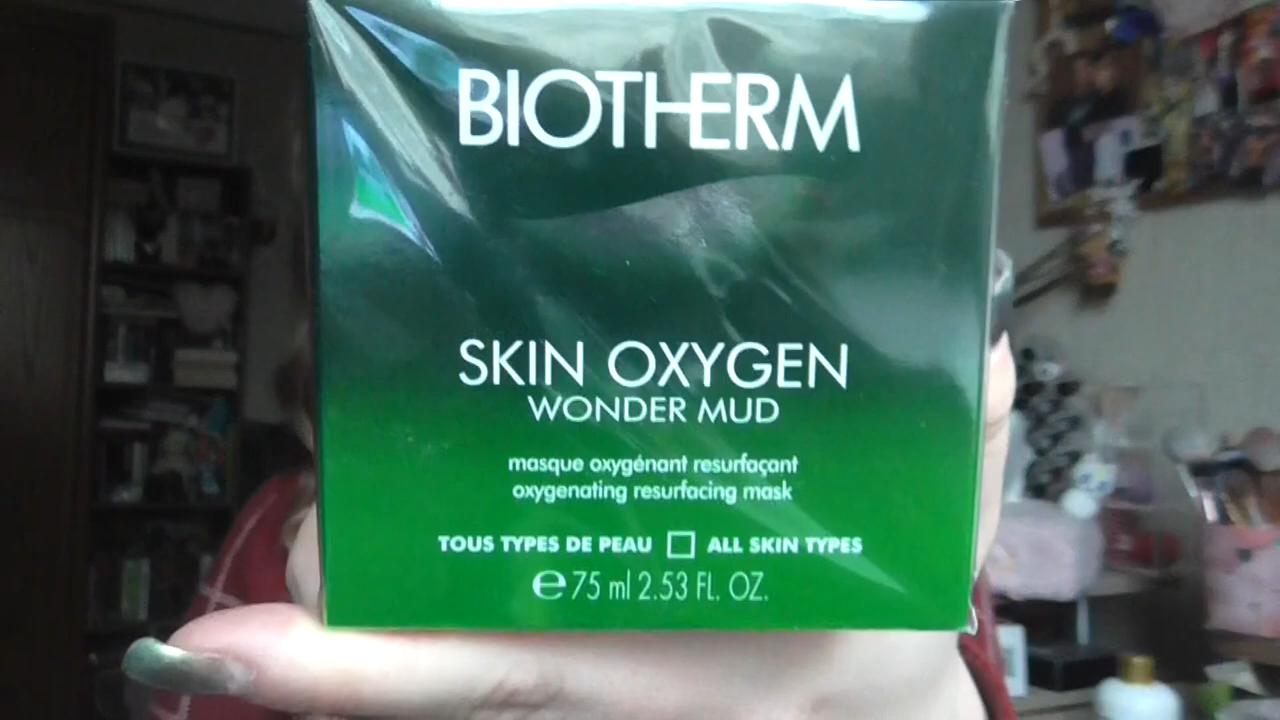 BIOTHERM
SKIN OXYGEN
WONDER MUD
masque oxygénant resurfaçant
oxygenating resurfacing mask
TOUS TYPES DE PEAU ALL SKIN TYPES
℮ 75 ml 2.53 FL. OZ.